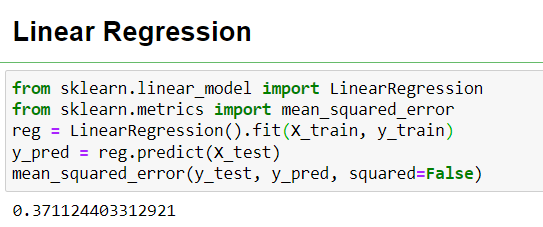 Linear Regression
from sklearn.linear_model import LinearRegression
from sklearn.metrics import mean_squared_error
reg = LinearRegression().fit(X_train, y_train)
y_pred = reg.predict(X_test)
mean_squared_error(y_test, y_pred, squared=False)
0.371124403312921